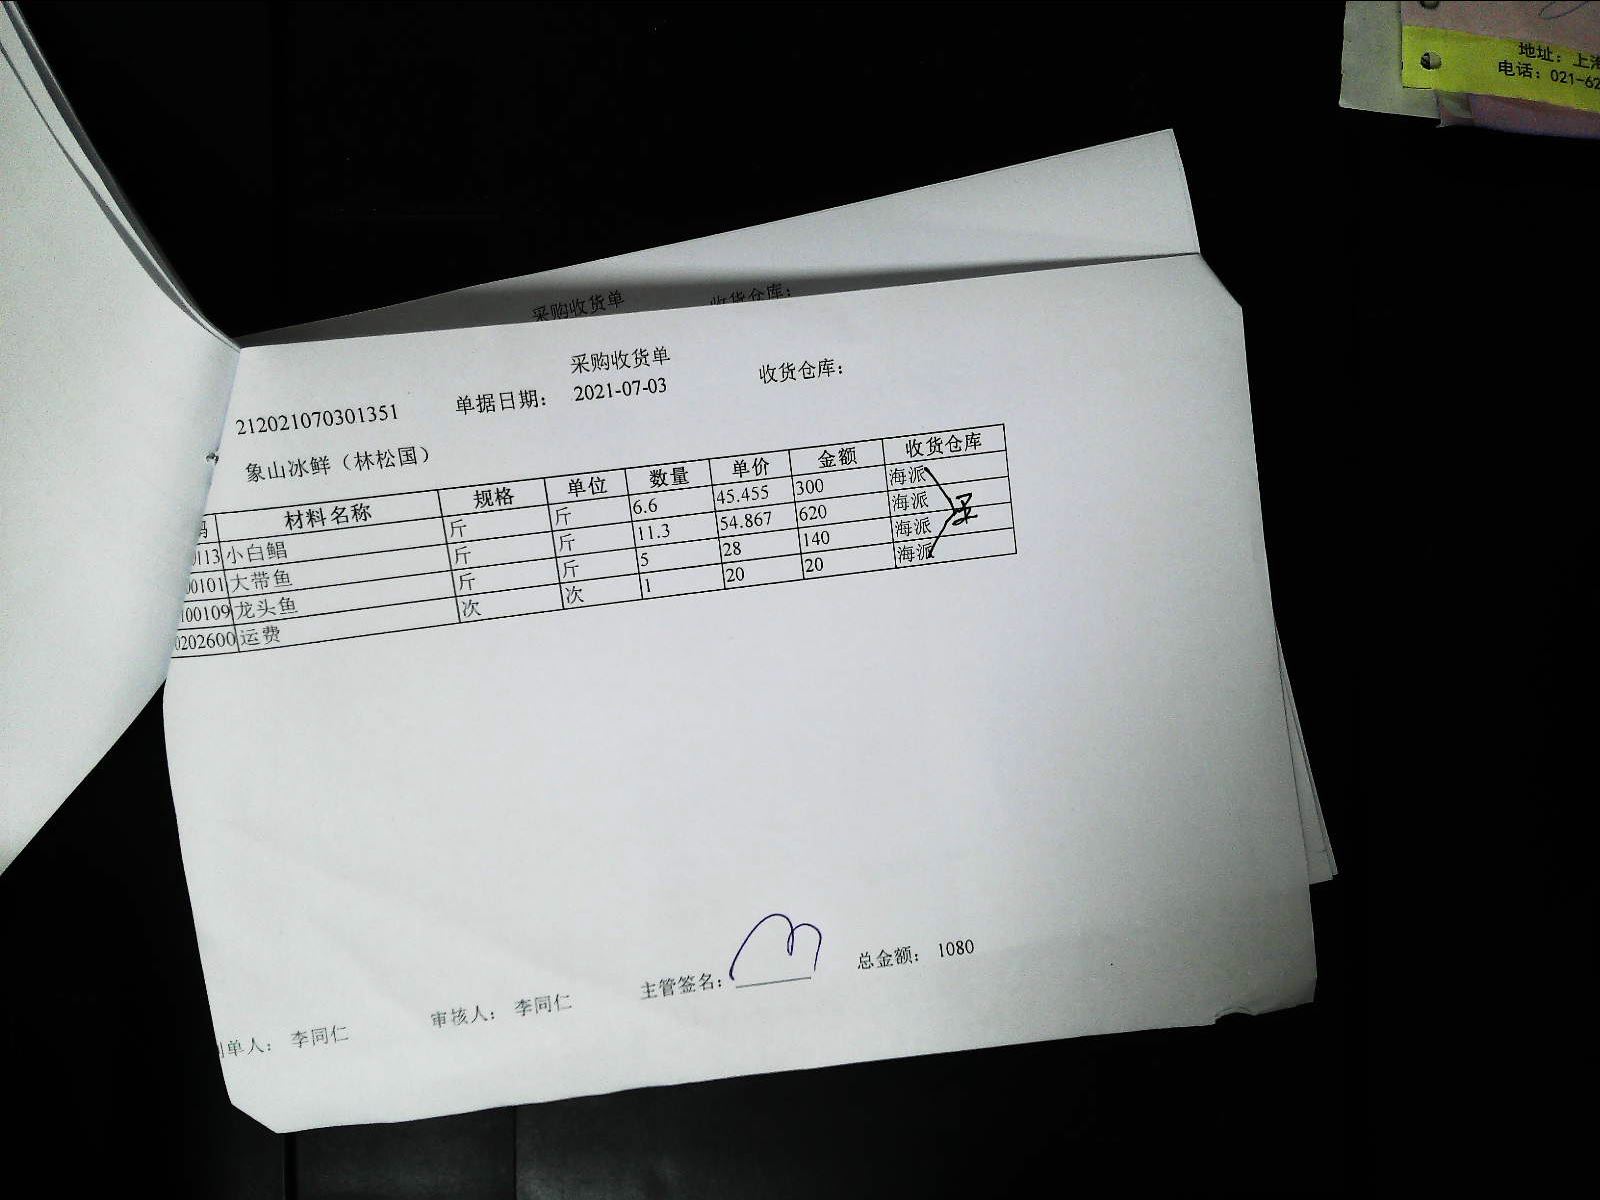 地址：上海
电话：021-62
采购收货单 收货仓库：
采购收货单
212021070301351 单据日期： 2021-07-03 收货仓库：
象山冰鲜（林松国）
码 材料名称 规格 单位 数量 单价 金额 收货仓库
0113 小白鲳 斤 斤 6.6 45.455 300 海派
00101 大带鱼 斤 斤 11.3 54.867 620 海派
100109 龙头鱼 斤 斤 5 28 140 海派
0202600 运费 次 次 1 20 20 海派
主管签名： 总金额： 1080
制单人： 李同仁 审核人： 李同仁